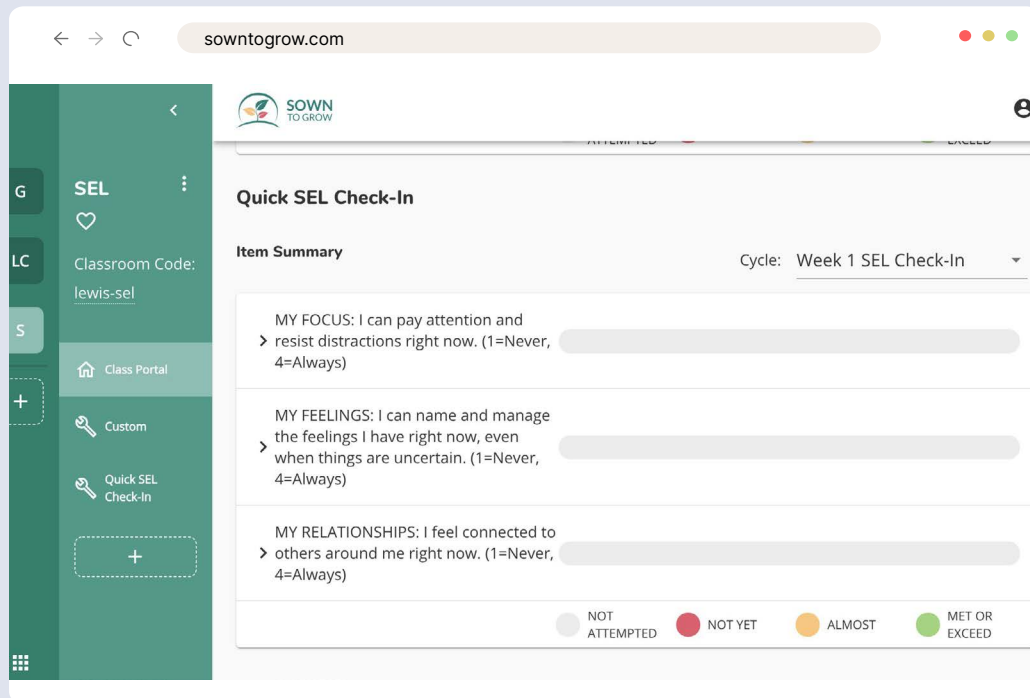 sowntogrow.com
SOWN
TO GROW
G
LC
S
+
SEL
Classroom Code:
lewis-sel
Class Portal
Custom
Quick SEL
Check-In
+
ATTEMPTED
EXCEED
Quick SEL Check-In
Item Summary
Cycle: Week 1 SEL Check-In
MY FOCUS: I can pay attention and
resist distractions right now. (1=Never,
4=Always)
MY FEELINGS: I can name and manage
the feelings I have right now, even
when things are uncertain. (1=Never,
4=Always)
MY RELATIONSHIPS: I feel connected to
others around me right now. (1=Never,
4=Always)
NOT
ATTEMPTED
NOT YET
ALMOST
MET OR
EXCEED